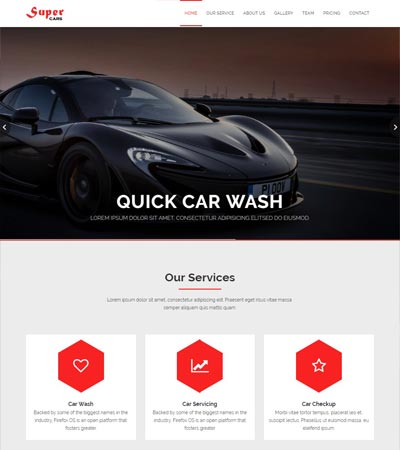 Super
CARS
HOME OUR SERVICE ABOUT US GALLERY TEAM PRICING CONTACT
QUICK CAR WASH
LOREM IPSUM DOLOR SIT AMET, CONSECTETUR ADIPISICING ELITSED DO EIUSMOD
Our Services
Lorem ipsum dolor sit amet, consectetur adipiscing elit. Praesent eget risus vitae massa
semper aliquam quis mattis quam
Car Wash
Backed by some of the biggest names in the
industry, Firefox OS is an open platform that
fosters greater
Car Servicing
Backed by some of the biggest names in the
industry, Firefox OS is an open platform that
fosters greater
Car Checkup
Morbi vitae tortor tempus, placerat leo et,
suscipit lectus. Phasellus ut euismod massa, eu
eleifend ipsum